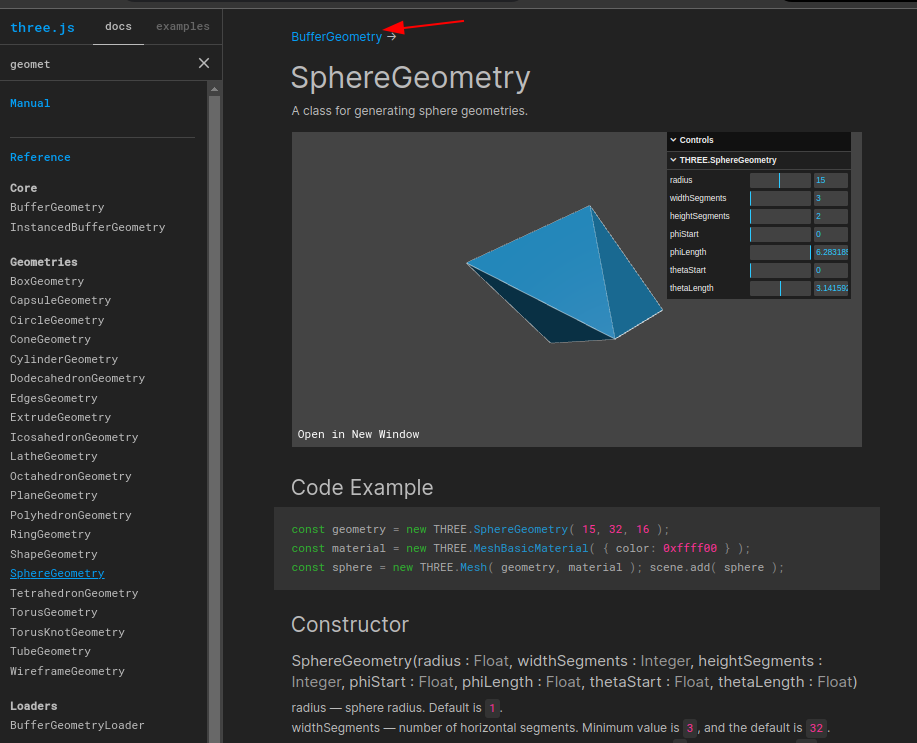 three.js docs examples
geomet
Manual
Reference
Core
BufferGeometry
InstancedBufferGeometry
Geometries
BoxGeometry
CapsuleGeometry
CircleGeometry
ConeGeometry
CylinderGeometry
DodecahedronGeometry
EdgesGeometry
ExtrudeGeometry
IcosahedronGeometry
LatheGeometry
OctahedronGeometry
PlaneGeometry
PolyhedronGeometry
RingGeometry
ShapeGeometry
SphereGeometry
TetrahedronGeometry
TorusGeometry
TorusKnotGeometry
TubeGeometry
WireframeGeometry
Loaders
BufferGeometryLoader
BufferGeometry →
SphereGeometry
A class for generating sphere geometries.
Controls
THREE.SphereGeometry
radius 15
widthSegments 3
heightSegments 2
phiStart 0
phiLength 6.283185
thetaStart 0
thetaLength 3.141592
Open in New Window
Code Example
const geometry = new THREE.SphereGeometry( 15, 32, 16 );
const material = new THREE.MeshBasicMaterial( { color: 0xffff00 } );
const sphere = new THREE.Mesh( geometry, material ); scene.add( sphere );
Constructor
SphereGeometry(radius : Float, widthSegments : Integer, heightSegments :
Integer, phiStart : Float, phiLength : Float, thetaStart : Float, thetaLength : Float)
radius — sphere radius. Default is 1.
widthSegments — number of horizontal segments. Minimum value is 3, and the default is 32.